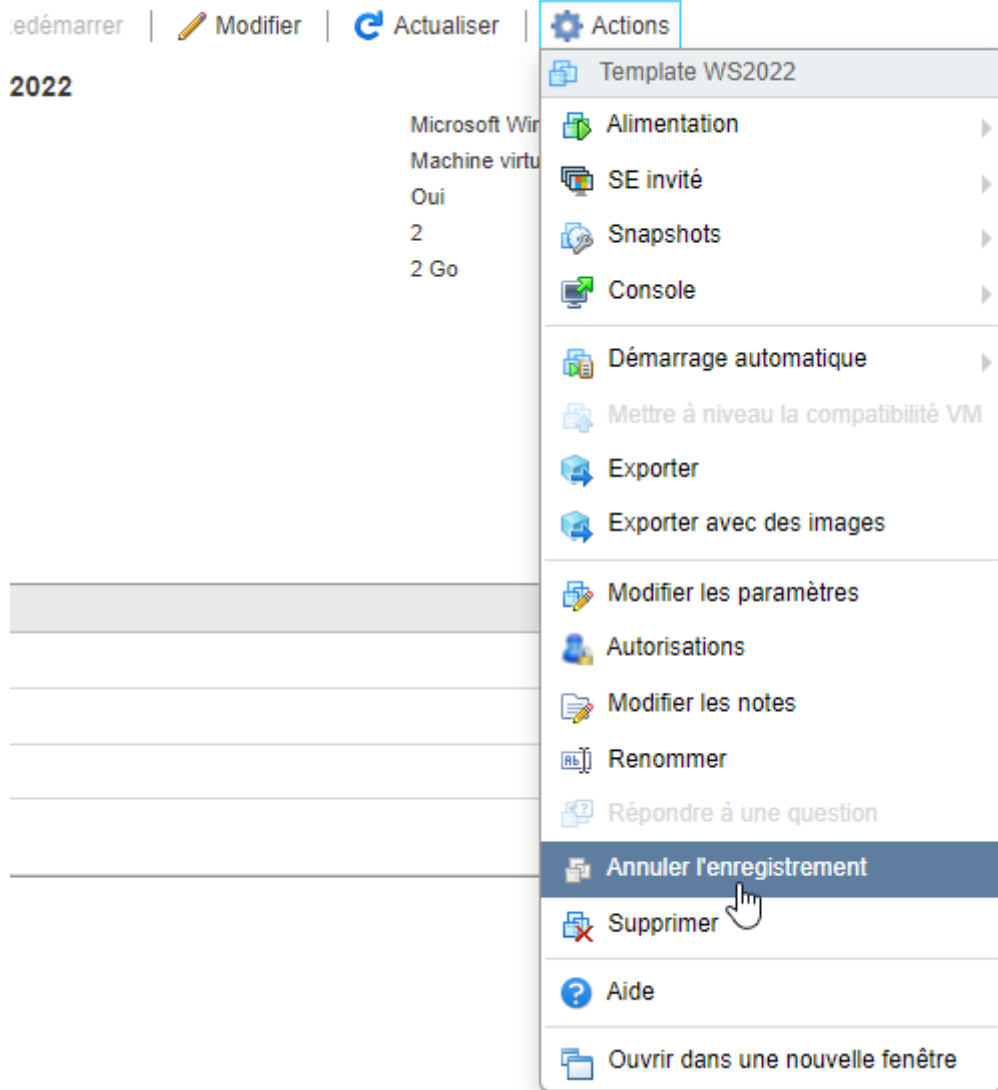 edémarrer | Modifier | Actualiser | Actions
2022
Microsoft Wir
Machine virtu
Oui
2
2 Go
Template WS2022
Alimentation
SE invité
Snapshots
Console
Démarrage automatique
Mettre à niveau la compatibilité VM
Exporter
Exporter avec des images
Modifier les paramètres
Autorisations
Modifier les notes
Renommer
Répondre à une question
Annuler l'enregistrement
Supprimer
Aide
Ouvrir dans une nouvelle fenêtre